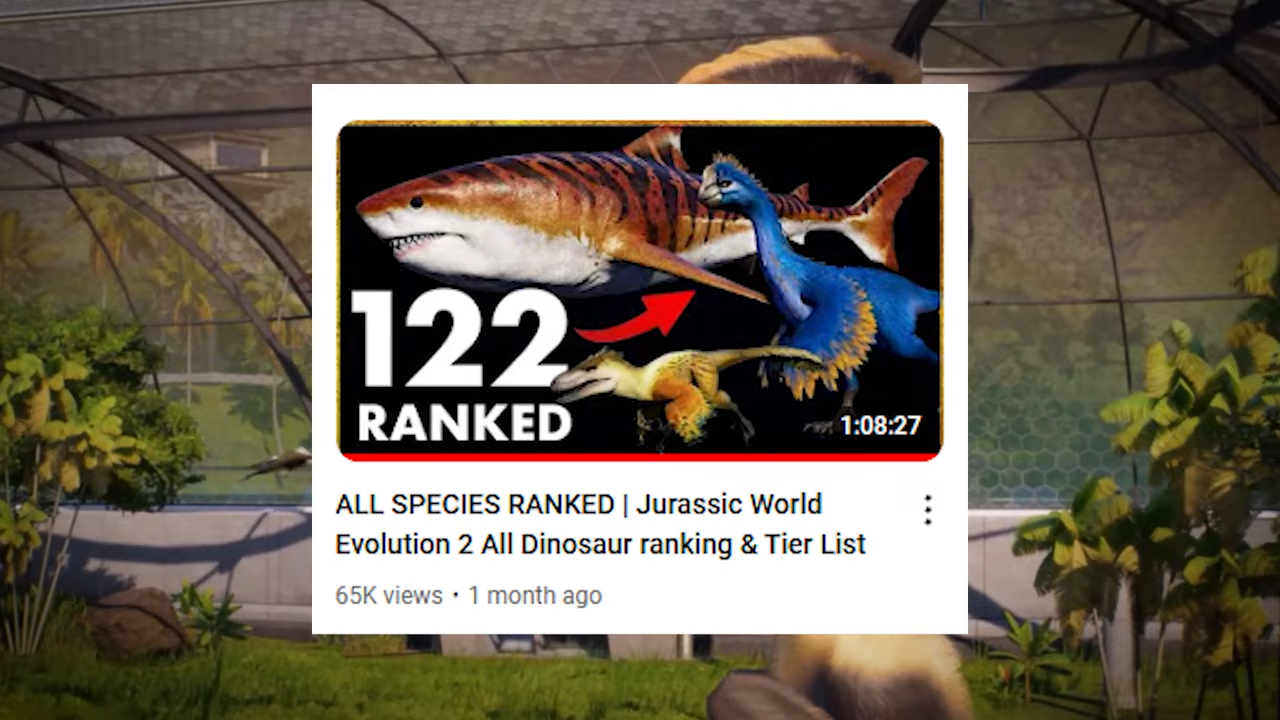 122
RANKED
1:08:27
ALL SPECIES RANKED | Jurassic World
Evolution 2 All Dinosaur ranking & Tier List
65K views • 1 month ago